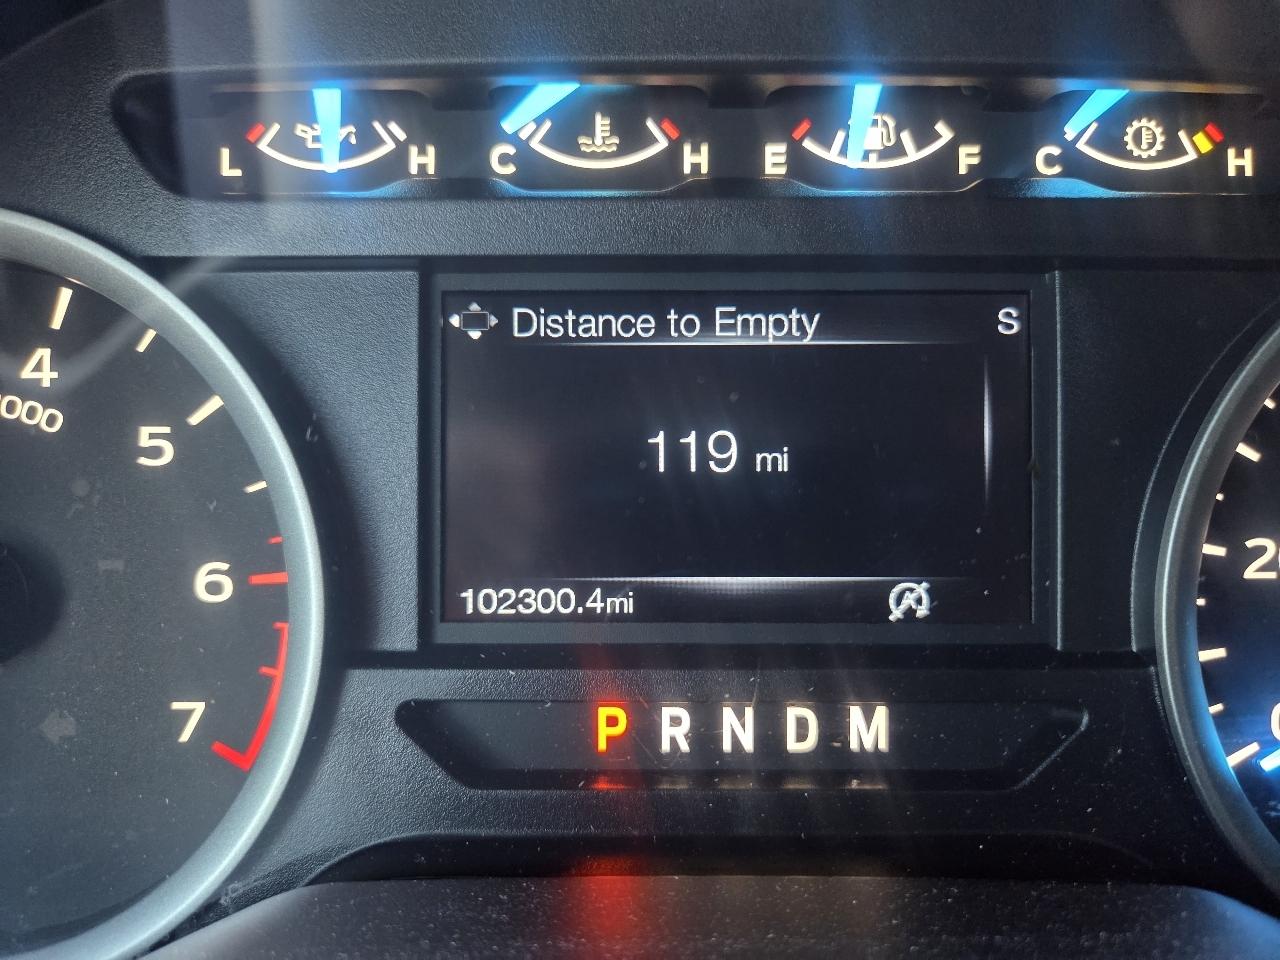 L H C H E F C H
Distance to Empty S
4
000
5
119 mi
6
102300.4mi
7
P R N D M